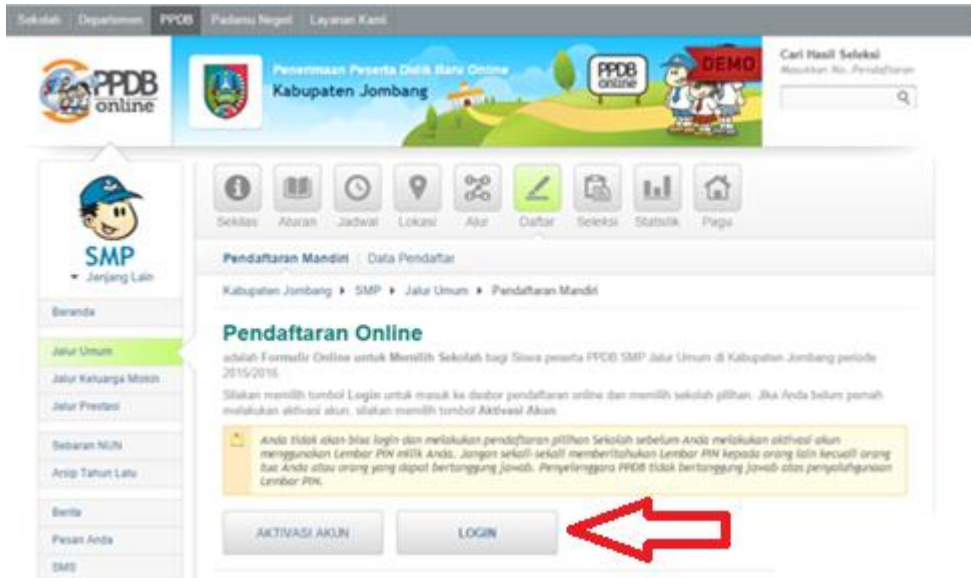 Sekolah Departemen PPDB Padamu Negeri Layanan Kami
PPDB online
Penerimaan Peserta Didik Baru Online
Kabupaten Jombang
PPDB online
DEMO
Cari Hasil Seleksi
Masukkan No. Pendaftaran
SMP
Jenjang Lain
Beranda
Jalur Umum
Jalur Keluarga Miskin
Jalur Prestasi
Sebaran NUN
Arsip Tahun Lalu
Berita
Pesan Anda
SMS
Sekilas Aturan Jadwal Lokasi Alur Daftar Seleksi Statistik Pagu
Pendaftaran Mandiri Data Pendaftar
Kabupaten Jombang SMP Jalur Umum Pendaftaran Mandiri
Pendaftaran Online
adalah Formulir Online untuk Memilih Sekolah bagi Siswa peserta PPDB SMP Jalur Umum di Kabupaten Jombang periode
2015/2016.
Silakan memilih tombol Login untuk masuk ke dasbor pendaftaran online dan memilih sekolah pilihan. Jika Anda belum pernah
melakukan aktivasi akun, silakan memilih tombol Aktivasi Akun.
Anda tidak akan bisa login dan melakukan pendaftaran pilihan Sekolah sebelum Anda melakukan aktivasi akun
menggunakan Lembar PIN milik Anda. Jangan sekali-sekali memberitahukan Lembar PIN kepada orang lain kecuali orang
tua Anda atau orang yang dapat bertanggung jawab. Penyelenggara PPDB tidak bertanggung jawab atas penyalahgunaan
Lembar PIN.
AKTIVASI AKUN LOGIN